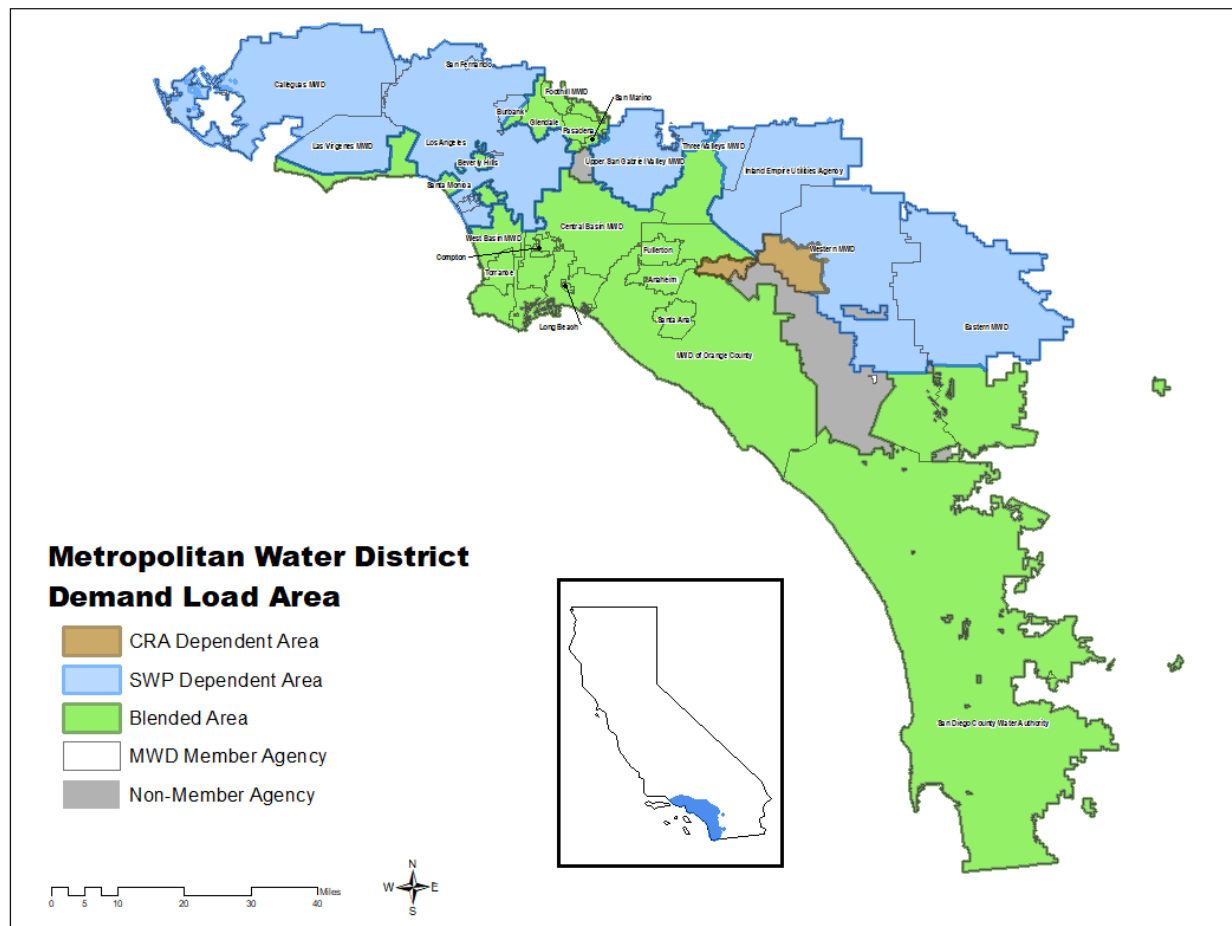 San Fernando
Calleguas MWD
Foothill MWD
San Marino
Burbank
Glendale
Pasadena
Las Virgenes MWD
Los Angeles
Three Valleys MWD
Beverly Hills
Upper San Gabriel Valley MWD
Inland Empire Utilities Agency
Santa Monica
Central Basin MWD
West Basin MWD
Western MWD
Fullerton
Compton
Torrance
Anaheim
Santa Ana
Long Beach
Eastern MWD
MWD of Orange County
San Diego County Water Authority
Metropolitan Water District
Demand Load Area
CRA Dependent Area
SWP Dependent Area
Blended Area
MWD Member Agency
Non-Member Agency
N
W E
S
Miles
0 5 10 20 30 40